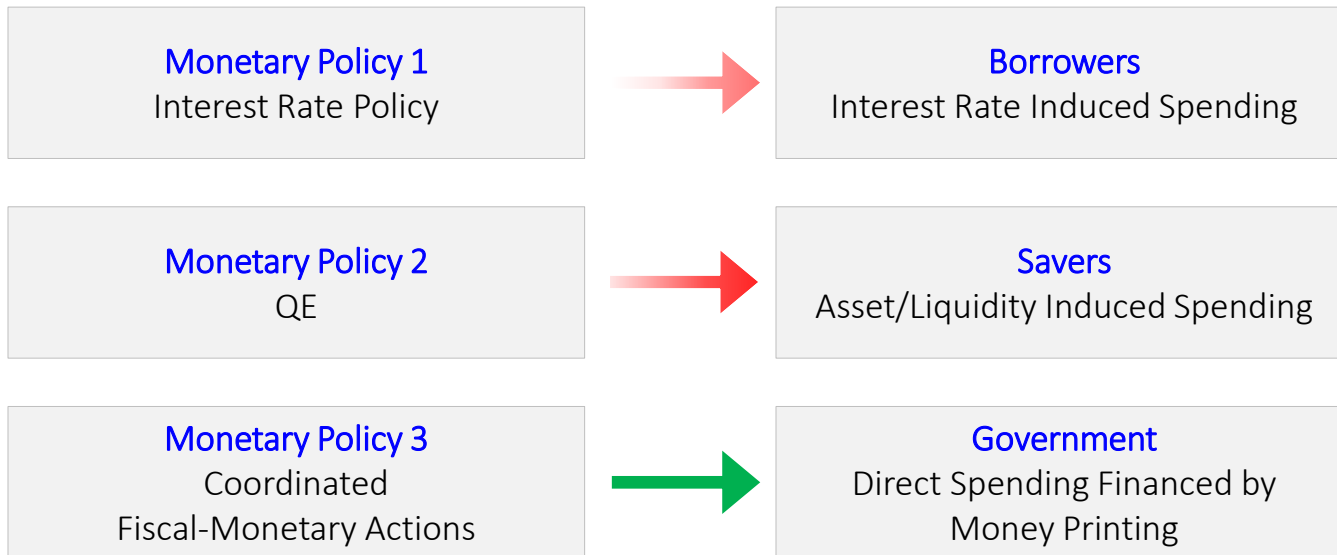 Monetary Policy 1
Interest Rate Policy
Borrowers
Interest Rate Induced Spending
Monetary Policy 2
QE
Savers
Asset/Liquidity Induced Spending
Monetary Policy 3
Coordinated
Fiscal-Monetary Actions
Government
Direct Spending Financed by
Money Printing